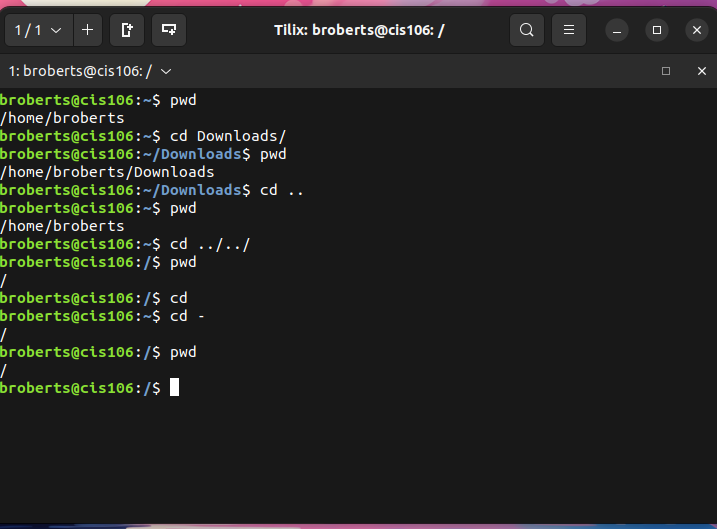 1 / 1
Tilix: broberts@cis106: /
1: broberts@cis106: /
broberts@cis106:~$ pwd
/home/broberts
broberts@cis106:~$ cd Downloads/
broberts@cis106:~/Downloads$ pwd
/home/broberts/Downloads
broberts@cis106:~/Downloads$ cd ..
broberts@cis106:~$ pwd
/home/broberts
broberts@cis106:~$ cd ../../
broberts@cis106:/$ pwd
/
broberts@cis106:/$ cd
broberts@cis106:~$ cd -
/
broberts@cis106:/$ pwd
/
broberts@cis106:/$